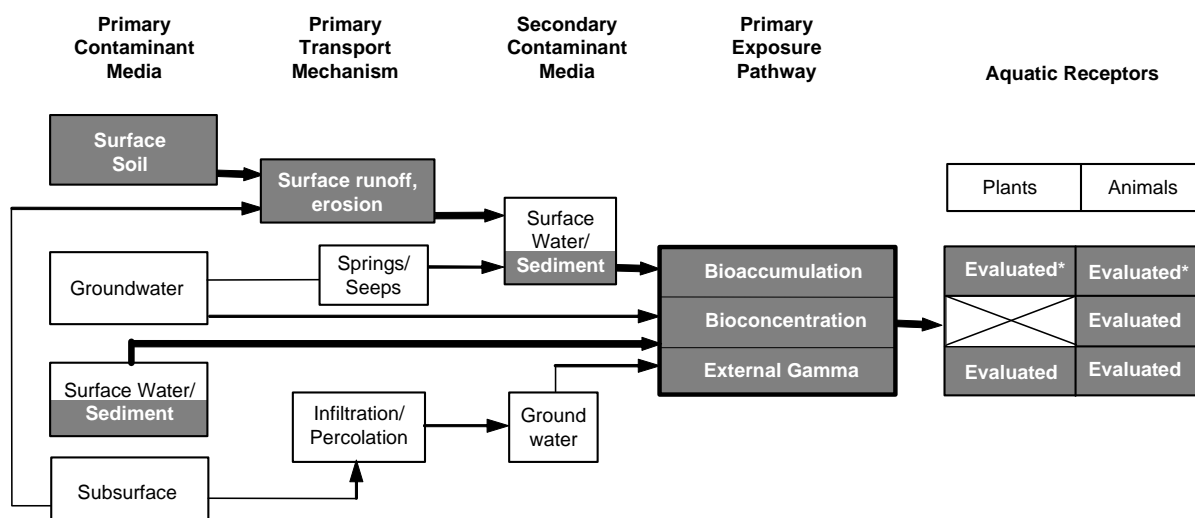 Primary
Contaminant
Media
Primary
Transport
Mechanism
Secondary
Contaminant
Media
Primary
Exposure
Pathway
Aquatic Receptors
Surface
Soil
Surface runoff,
erosion
Plants
Animals
Surface
Water/
Sediment
Groundwater
Springs/
Seeps
Bioaccumulation
Evaluated*
Evaluated*
Bioconcentration
Evaluated
External Gamma
Evaluated
Evaluated
Surface Water/
Sediment
Infiltration/
Percolation
Ground
water
Subsurface